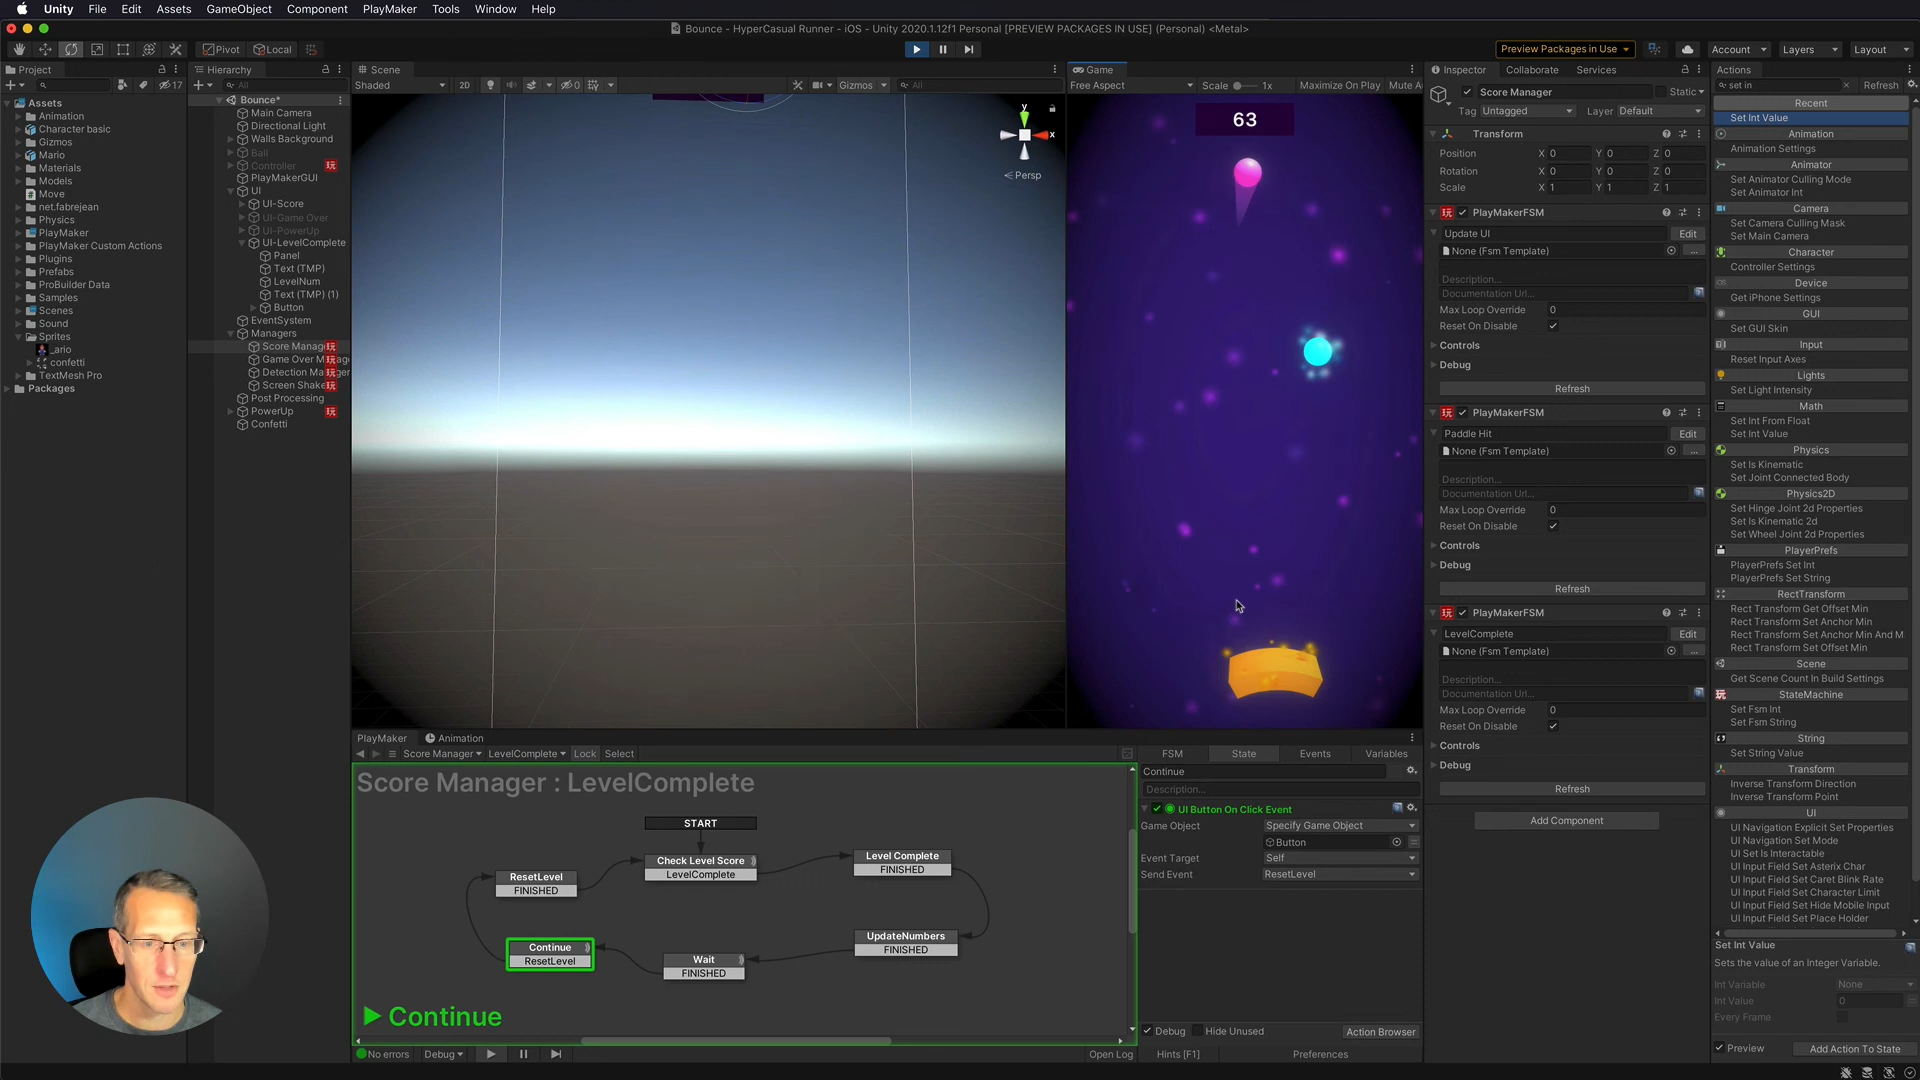 Unity File Edit Assets GameObject Component PlayMaker Tools Window Help
Bounce - HyperCasual Runner - iOS - Unity 2020.1.12f1 Personal [PREVIEW PACKAGES IN USE] (Personal) <Metal>
Pivot Local
Preview Packages in Use
Account
Layers
Layout
Project
17
Assets
Animation
Character basic
Gizmos
Mario
Materials
Models
Move
net.fabrejean
Physics
PlayMaker
PlayMaker Custom Actions
Plugins
Prefabs
ProBuilder Data
Samples
Scenes
Sound
Sprites
_ario
confetti
TextMesh Pro
Packages
Hierarchy
All
Bounce*
Main Camera
Directional Light
Walls Background
Ball
Controller
PlayMakerGUI
UI
UI-Score
UI-Game Over
UI-PowerUp
UI-LevelComplete
Panel
Text (TMP)
LevelNum
Text (TMP) (1)
Button
EventSystem
Managers
Score Manag
Game Over M
Detection Ma
Screen Shake
Post Processing
PowerUp
Confetti
Scene
Shaded
2D
0
Gizmos
All
y
x
Persp
Game
Free Aspect
Scale
1x
Maximize On Play
Mute Au
63
Inspector Collaborate Services
Score Manager
Static
Tag Untagged Layer Default
Transform
Position X 0 Y 0 Z 0
Rotation X 0 Y 0 Z 0
Scale X 1 Y 1 Z 1
PlayMakerFSM
Update UI Edit
None (Fsm Template) ...
Description...
Documentation Url...
Max Loop Override 0
Reset On Disable
Controls
Debug
Refresh
PlayMakerFSM
Paddle Hit Edit
None (Fsm Template) ...
Description...
Documentation Url...
Max Loop Override 0
Reset On Disable
Controls
Debug
Refresh
PlayMakerFSM
LevelComplete Edit
None (Fsm Template) ...
Description...
Documentation Url...
Max Loop Override 0
Reset On Disable
Controls
Debug
Refresh
Add Component
Actions
set in
Refresh
Recent
Set Int Value
Animation
Animation Settings
Animator
Set Animator Culling Mode
Set Animator Int
Camera
Set Camera Culling Mask
Set Main Camera
Character
Controller Settings
Device
Get iPhone Settings
GUI
Set GUI Skin
Input
Reset Input Axes
Lights
Set Light Intensity
Math
Set Int From Float
Set Int Value
Physics
Set Is Kinematic
Set Joint Connected Body
Physics2D
Set Hinge Joint 2d Properties
Set Is Kinematic 2d
Set Wheel Joint 2d Properties
PlayerPrefs
PlayerPrefs Set Int
PlayerPrefs Set String
RectTransform
Rect Transform Get Offset Min
Rect Transform Set Anchor Min
Rect Transform Set Anchor Min And M
Rect Transform Set Offset Min
Scene
Get Scene Count In Build Settings
StateMachine
Set Fsm Int
Set Fsm String
String
Set String Value
Transform
Inverse Transform Direction
Inverse Transform Point
UI
UI Navigation Explicit Set Properties
UI Navigation Set Mode
UI Set Is Interactable
UI Input Field Set Asterix Char
UI Input Field Set Caret Blink Rate
UI Input Field Set Character Limit
UI Input Field Set Hide Mobile Input
UI Input Field Set Place Holder
Set Int Value
Sets the value of an Integer Variable.
Int Variable None
Int Value 0
Every Frame
Preview
Add Action To State
PlayMaker Animation
Score Manager LevelComplete Lock Select
Score Manager : LevelComplete
START
Check Level Score
LevelComplete
Level Complete
FINISHED
ResetLevel
FINISHED
UpdateNumbers
FINISHED
Continue
ResetLevel
Wait
FINISHED
Continue
No errors
Debug
Open Log
FSM State Events Variables
Continue
Description...
UI Button On Click Event
Game Object Specify Game Object
Button
Event Target Self
Send Event ResetLevel
Debug Hide Unused Action Browser
Hints [F1] Preferences